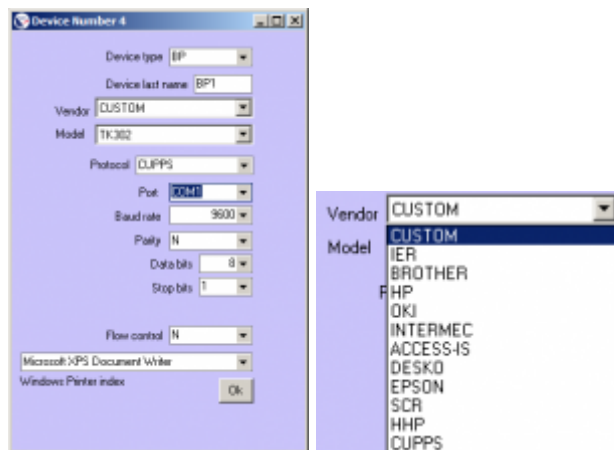 Device Number 4
Device type BP
Device last name BP1
Vendor CUSTOM
Model TK302
Protocol CUPPS
Port COM1
Baud rate 9600
Parity N
Data bits 8
Stop bits 1
Flow control N
Microsoft XPS Document Writer
Windows Printer index
Ok
Vendor CUSTOM
Model
CUSTOM
IER
BROTHER
HP
OKI
INTERMEC
ACCESS-IS
DESKO
EPSON
SCR
HHP
CUPPS